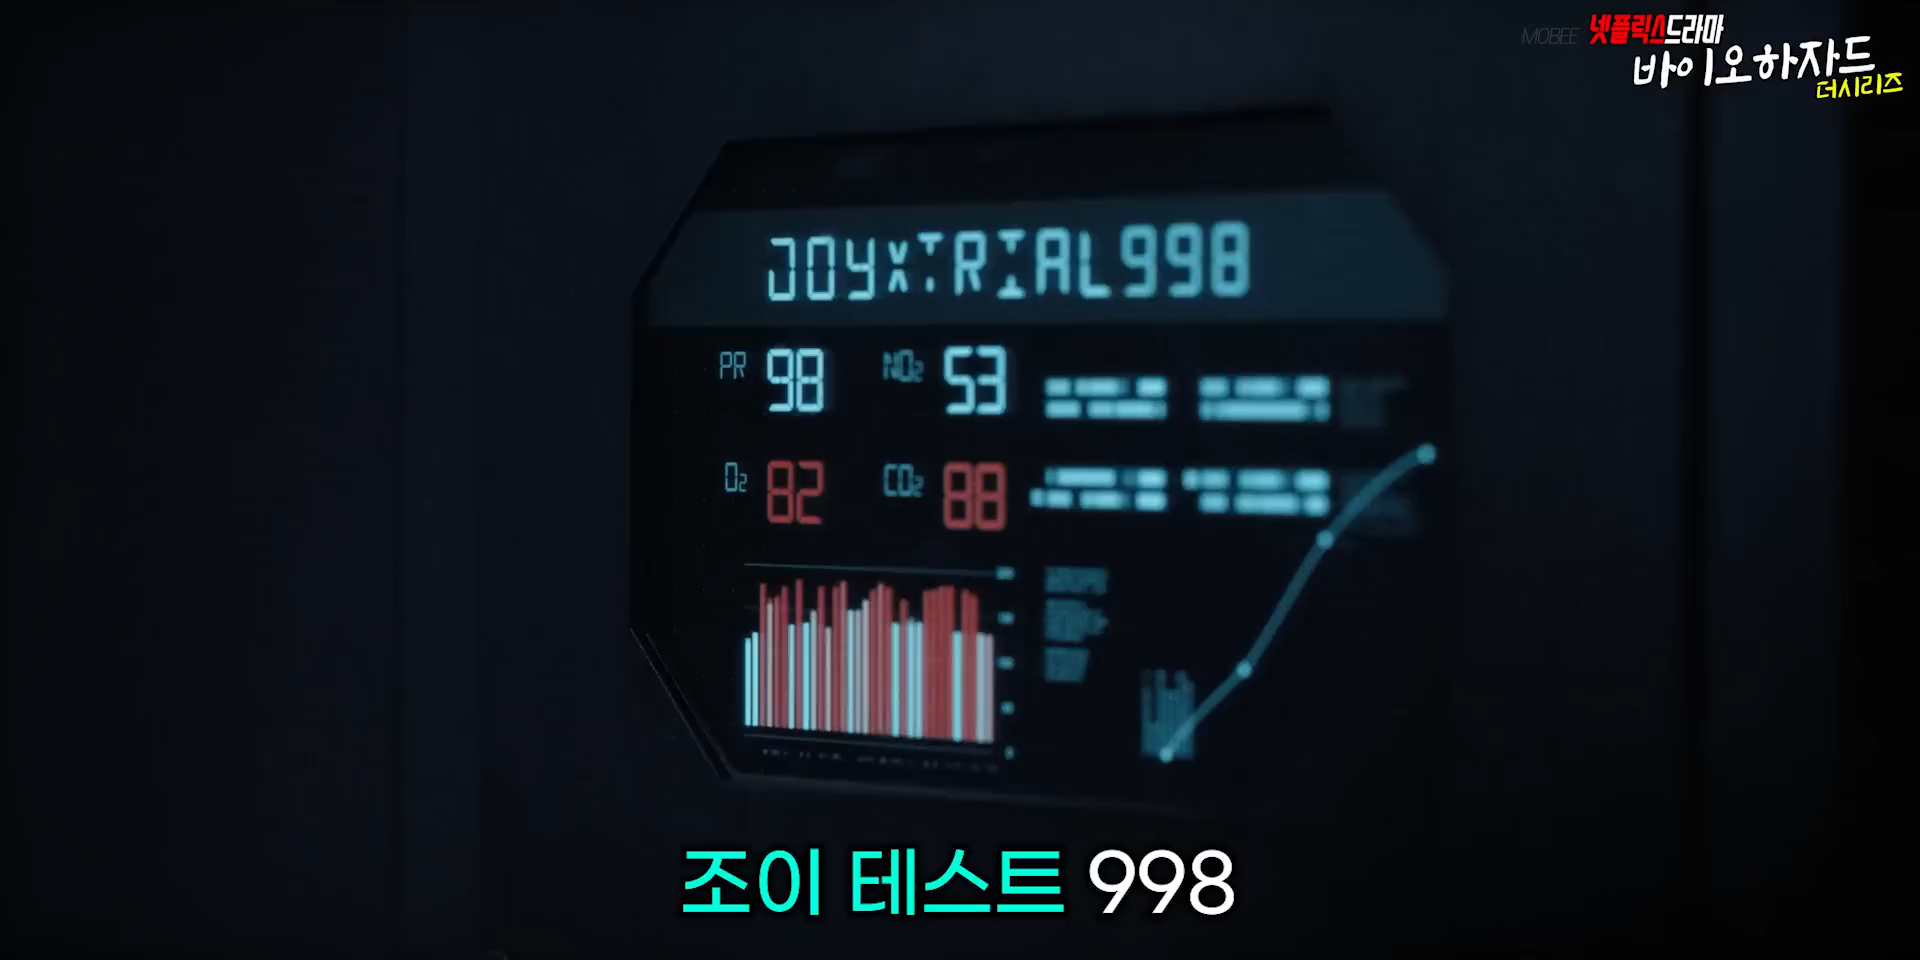 MOBEE 넷플릭스드라마
바이오하자드
더시리즈
JOYX:TRIAL998
PR 98 NO₂ 53
O₂ 82 CO₂ 88
조이 테스트 998